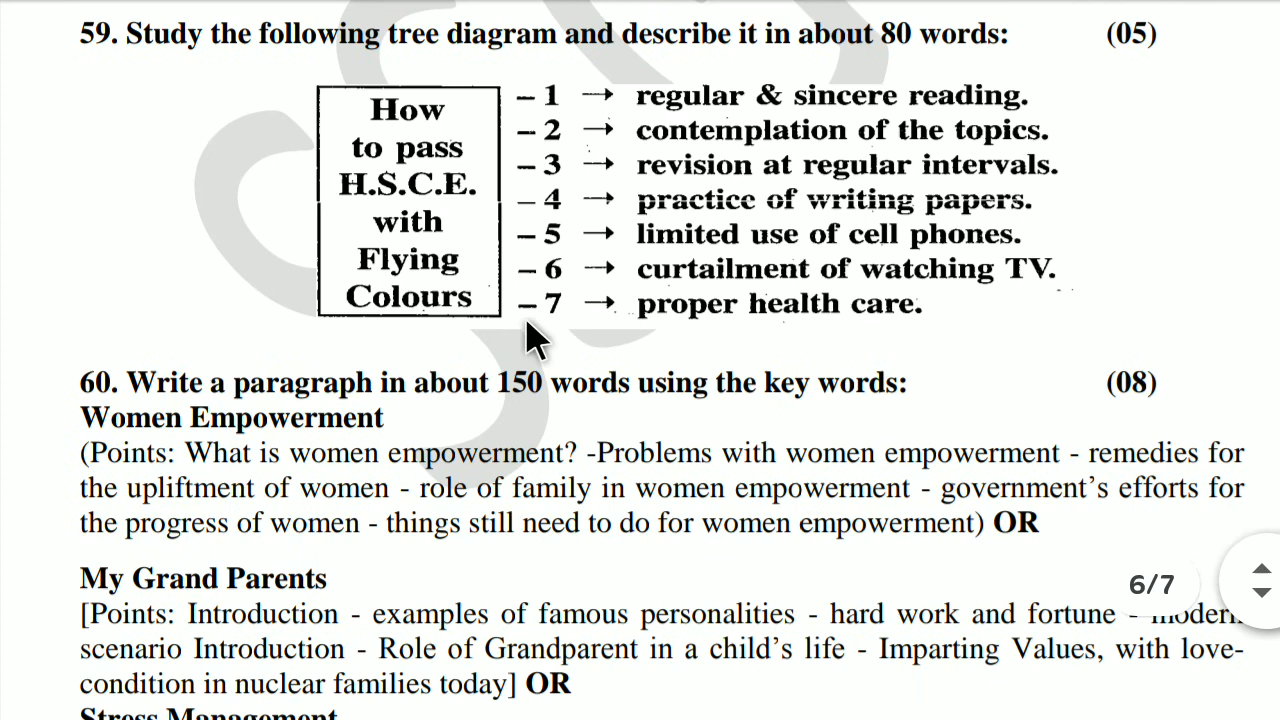 59. Study the following tree diagram and describe it in about 80 words: (05)
How
to pass
H.S.C.E.
with
Flying
Colours
– 1 → regular & sincere reading.
– 2 → contemplation of the topics.
– 3 → revision at regular intervals.
– 4 → practice of writing papers.
– 5 → limited use of cell phones.
– 6 → curtailment of watching TV.
– 7 → proper health care.
60. Write a paragraph in about 150 words using the key words: (08)
Women Empowerment
(Points: What is women empowerment? -Problems with women empowerment - remedies for
the upliftment of women - role of family in women empowerment - government's efforts for
the progress of women - things still need to do for women empowerment) OR
My Grand Parents
6/7
[Points: Introduction - examples of famous personalities - hard work and fortune - modern
scenario Introduction - Role of Grandparent in a child's life - Imparting Values, with love-
condition in nuclear families today] OR
Stress Management